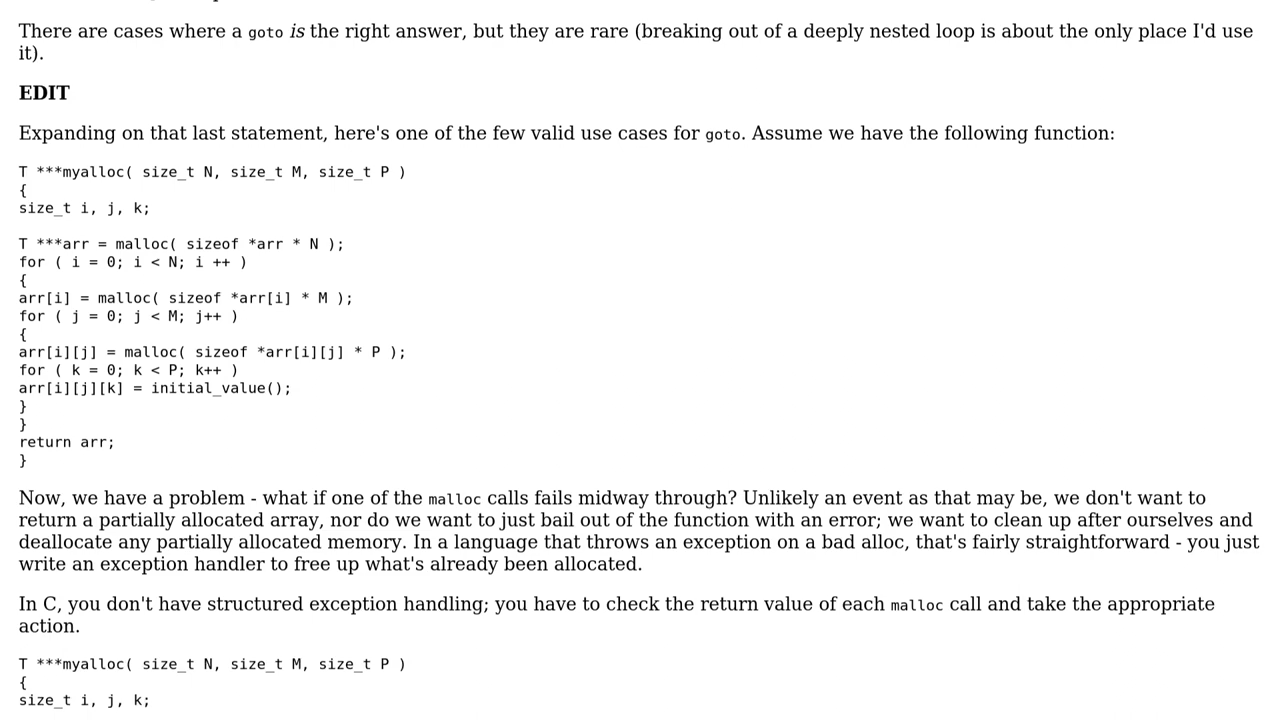 There are cases where a goto is the right answer, but they are rare (breaking out of a deeply nested loop is about the only place I'd use
it).
EDIT
Expanding on that last statement, here's one of the few valid use cases for goto. Assume we have the following function:
T ***myalloc( size_t N, size_t M, size_t P )
{
size_t i, j, k;
T ***arr = malloc( sizeof *arr * N );
for ( i = 0; i < N; i ++ )
{
arr[i] = malloc( sizeof *arr[i] * M );
for ( j = 0; j < M; j++ )
{
arr[i][j] = malloc( sizeof *arr[i][j] * P );
for ( k = 0; k < P; k++ )
arr[i][j][k] = initial_value();
}
}
return arr;
}
Now, we have a problem - what if one of the malloc calls fails midway through? Unlikely an event as that may be, we don't want to
return a partially allocated array, nor do we want to just bail out of the function with an error; we want to clean up after ourselves and
deallocate any partially allocated memory. In a language that throws an exception on a bad alloc, that's fairly straightforward - you just
write an exception handler to free up what's already been allocated.
In C, you don't have structured exception handling; you have to check the return value of each malloc call and take the appropriate
action.
T ***myalloc( size_t N, size_t M, size_t P )
{
size_t i, j, k;